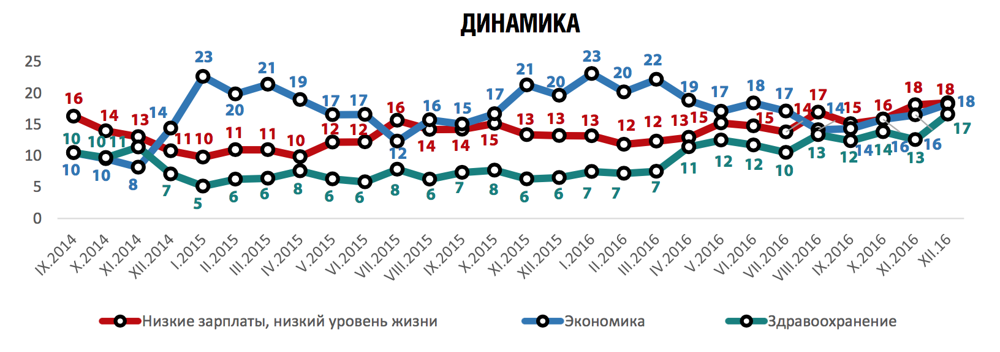 ДИНАМИКА
25
20
15
10
5
0
16 14 13 11 10 11 11 10 12 12 16 14 14 15 13 13 13 12 12 13 15 15 14 17 15 16 18 18
10 10 8 14 23 20 21 19 17 17 12 16 15 17 21 20 23 20 22 19 17 18 17 14 14 16 16 18
10 10 11 7 5 6 6 8 6 6 8 6 7 8 6 6 7 7 7 11 12 12 10 13 12 14 13 17
IX.2014 X.2014 XI.2014 XII.2014 I.2015 II.2015 III.2015 IV.2015 V.2015 VI.2015 VII.2015 VIII.2015 IX.2015 X.2015 XI.2015 XII.2015 I.2016 II.2016 III.2016 IV.2016 V.2016 VI.2016 VII.2016 VIII.2016 IX.2016 X.2016 XI.2016 XII.16
Низкие зарплаты, низкий уровень жизни Экономика Здравоохранение